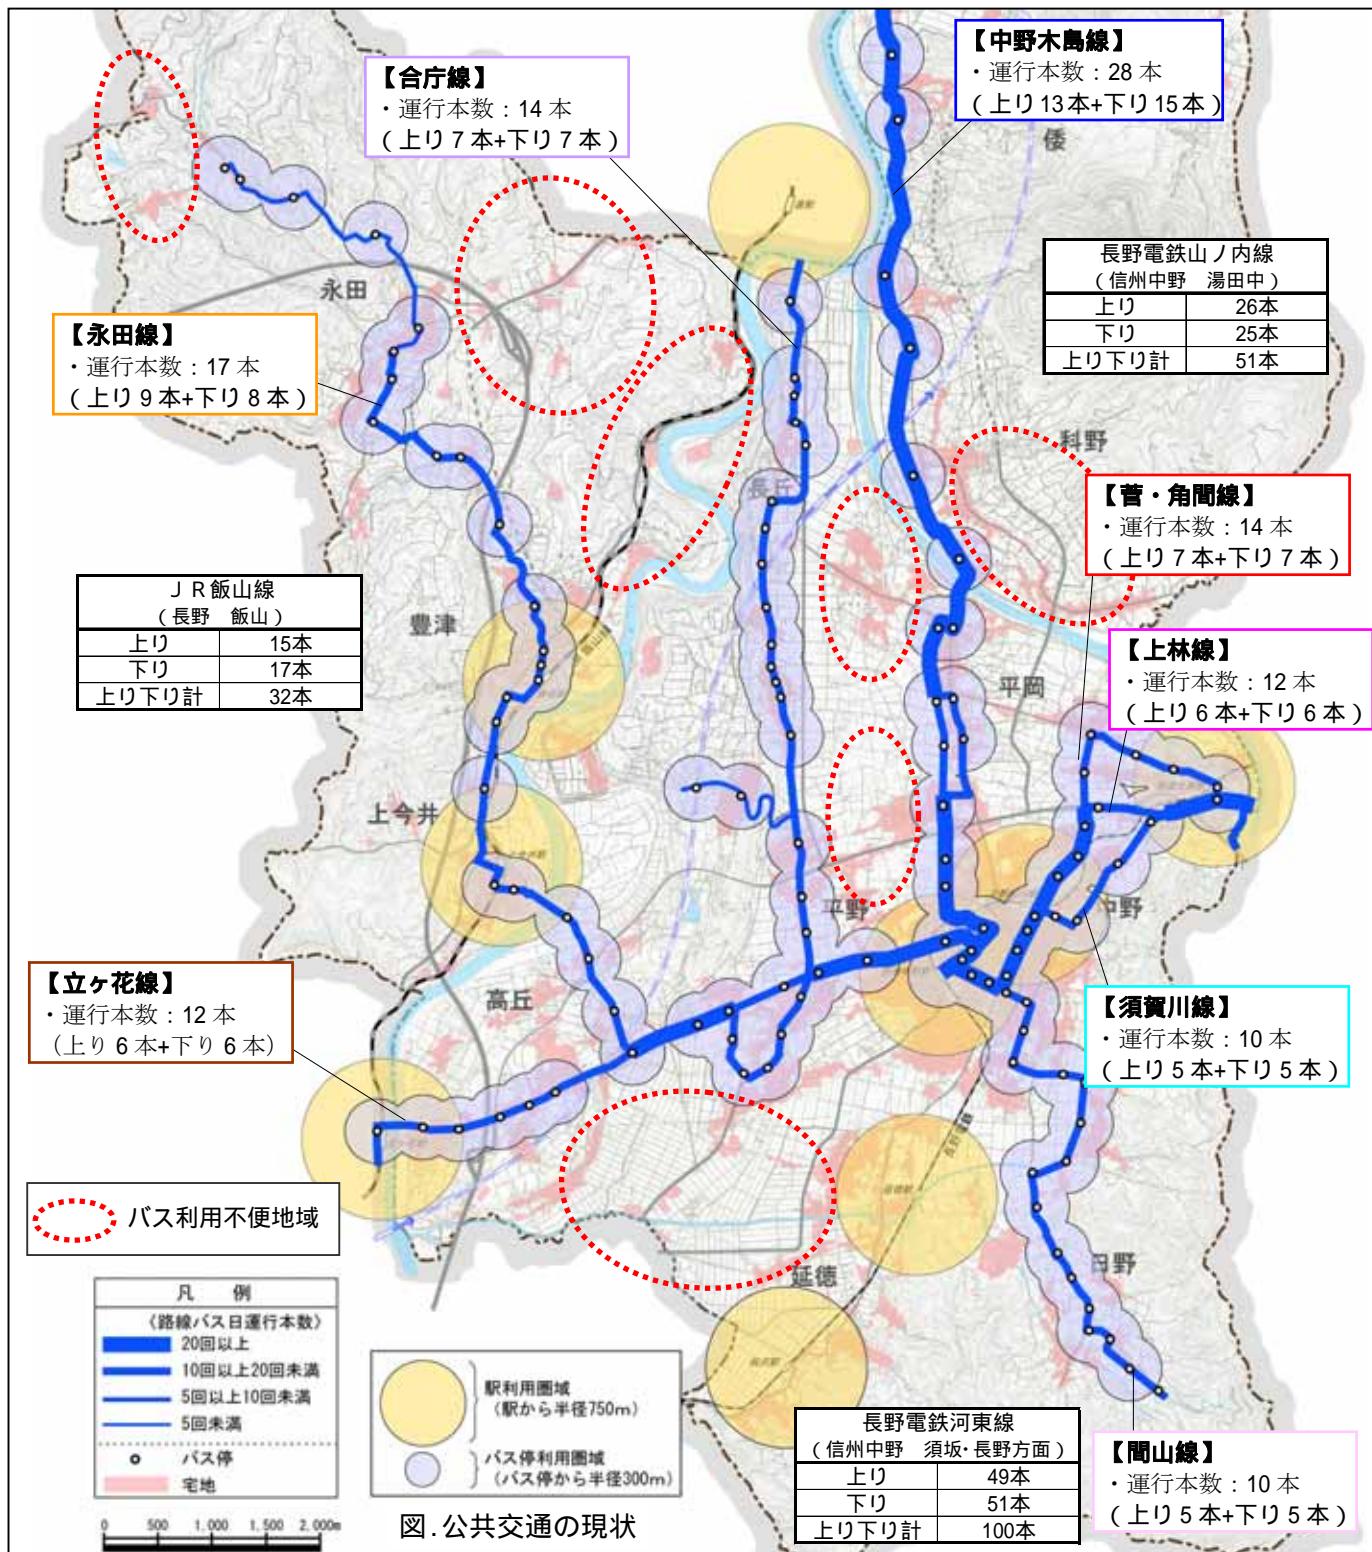 【中野木島線】
・運行本数：28 本
（上り 13 本+下り 15 本）
【合庁線】
・運行本数：14 本
（上り 7 本+下り 7 本）
倭
長野電鉄山ノ内線
（信州中野　湯田中）
上り 26本
下り 25本
上り下り計 51本
永田
【永田線】
・運行本数：17 本
（上り 9 本+下り 8 本）
科野
長丘
【菅・角間線】
・運行本数：14 本
（上り 7 本+下り 7 本）
ＪＲ飯山線
（長野　飯山）
上り 15本
下り 17本
上り下り計 32本
豊津
【上林線】
・運行本数：12 本
（上り 6 本+下り 6 本）
平岡
上今井
平野
中野
【立ヶ花線】
・運行本数：12 本
（上り 6 本+下り 6 本）
高丘
【須賀川線】
・運行本数：10 本
（上り 5 本+下り 5 本）
バス利用不便地域
延徳
日野
凡　例
〈路線バス日運行本数〉
20回以上
10回以上20回未満
5回以上10回未満
5回未満
バス停
宅地
0 500 1,000 1,500 2,000m
駅利用圏域
（駅から半径750m）
バス停利用圏域
（バス停から半径300m）
図．公共交通の現状
長野電鉄河東線
（信州中野　須坂・長野方面）
上り 49本
下り 51本
上り下り計 100本
【間山線】
・運行本数：10 本
（上り 5 本+下り 5 本）